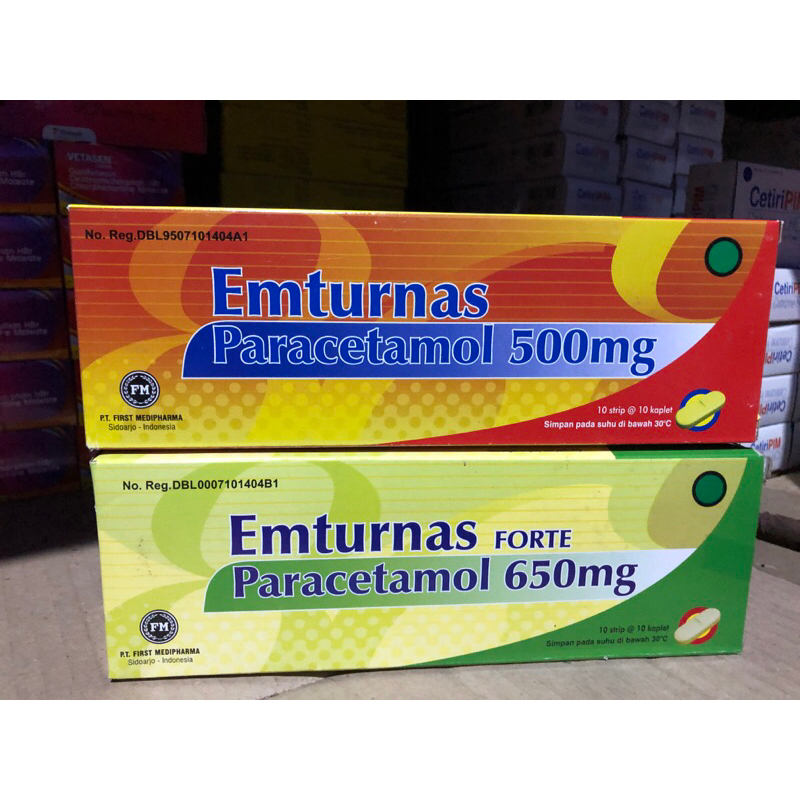 VETASEN
CetiriPIM
No. Reg.DBL9507101404A1
Emturnas
Paracetamol 500mg
FM
P.T. FIRST MEDIPHARMA
Sidoarjo - Indonesia
10 strip @ 10 kaplet
Simpan pada suhu di bawah 30°C
CetiriPIM
No. Reg.DBL0007101404B1
Emturnas FORTE
Paracetamol 650mg
FM
P.T. FIRST MEDIPHARMA
Sidoarjo - Indonesia
10 strip @ 10 kaplet
Simpan pada suhu di bawah 30°C